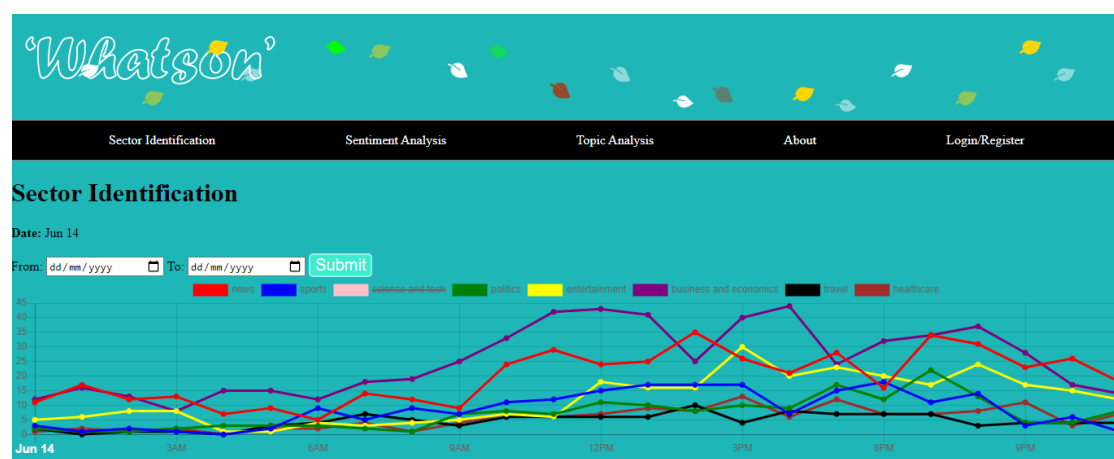 ‘Whatson’
Sector Identification Sentiment Analysis Topic Analysis About Login/Register
Sector Identification
Date: Jun 14
From: dd/mm/yyyy To: dd/mm/yyyy Submit
news sports science and tech politics entertainment business and economics travel healthcare
45
40
35
30
25
20
15
10
5
0
Jun 14 3AM 6AM 9AM 12PM 3PM 6PM 9PM